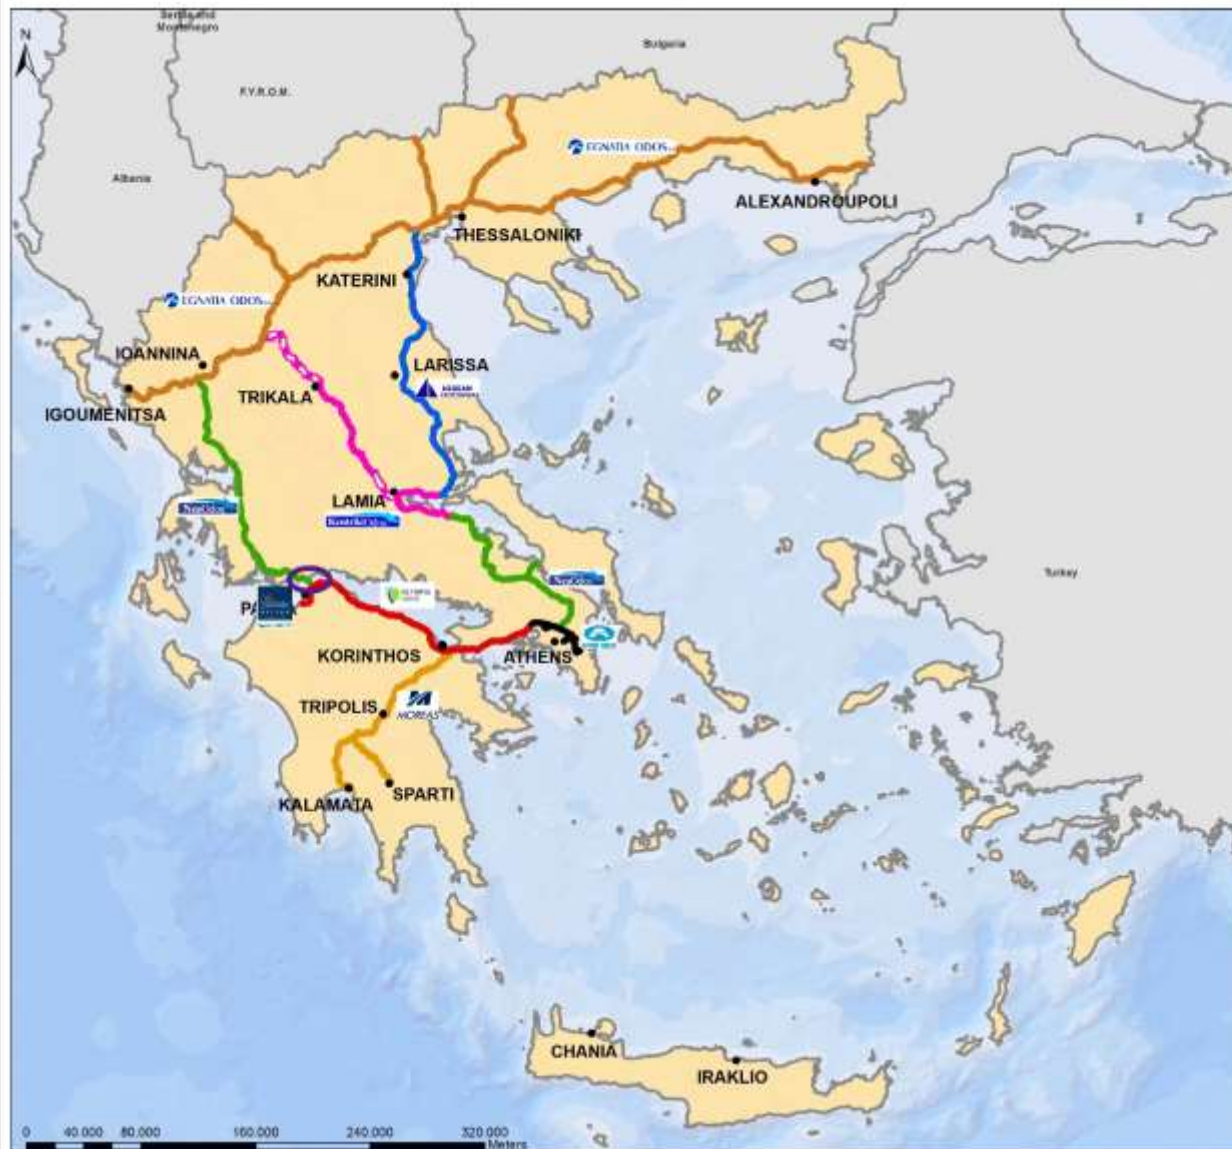 Serbia and
Montenegro
N
Bulgaria
F.Y.R.O.M.
EGNATIA ODOS
Albania
ALEXANDROUPOLI
THESSALONIKI
KATERINI
EGNATIA ODOS
IOANNINA
LARISSA
TRIKALA
IGOUMENITSA
LAMIA
Turkey
KORINTHOS
ATHENS
TRIPOLIS
MOREAS
SPARTI
KALAMATA
CHANIA
IRAKLIO
0 40.000 80.000 160.000 240.000 320.000
Meters